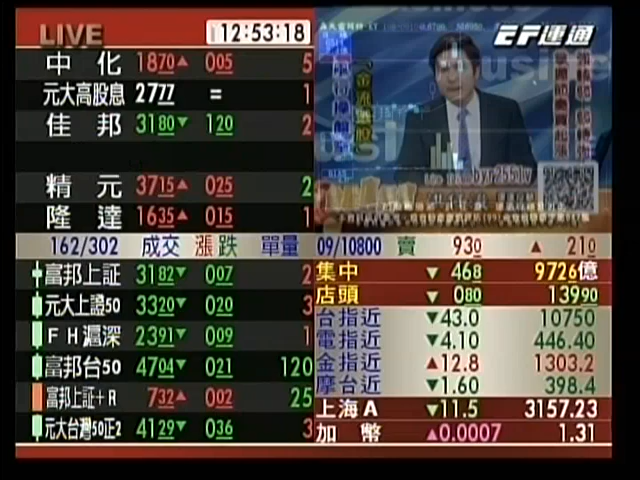 LIVE 12:53:18
EF運通
中化 1870▲ 005 5
元大高股息 2777 = 1
佳邦 3180▼ 120 2
精元 3715▲ 025 2
隆達 1635▲ 015 1
162/302 成交 漲跌 單量 09/10800 賣 930 ▲ 210
富邦上証 3182▼ 007 2
元大上證50 3320▼ 020 3
FH滬深 2391▼ 009 1
富邦台50 4704▼ 021 120
富邦上証+R 732▲ 002 25
元大台灣50正2 4129▼ 036 3
集中 ▼ 468 9726億
店頭 ▼ 080 13990
台指近 ▼43.0 10750
電指近 ▼4.10 446.40
金指近 ▲12.8 1303.2
摩台近 ▼1.60 398.4
上海A ▼11.5 3157.23
加幣 ▲0.0007 1.31